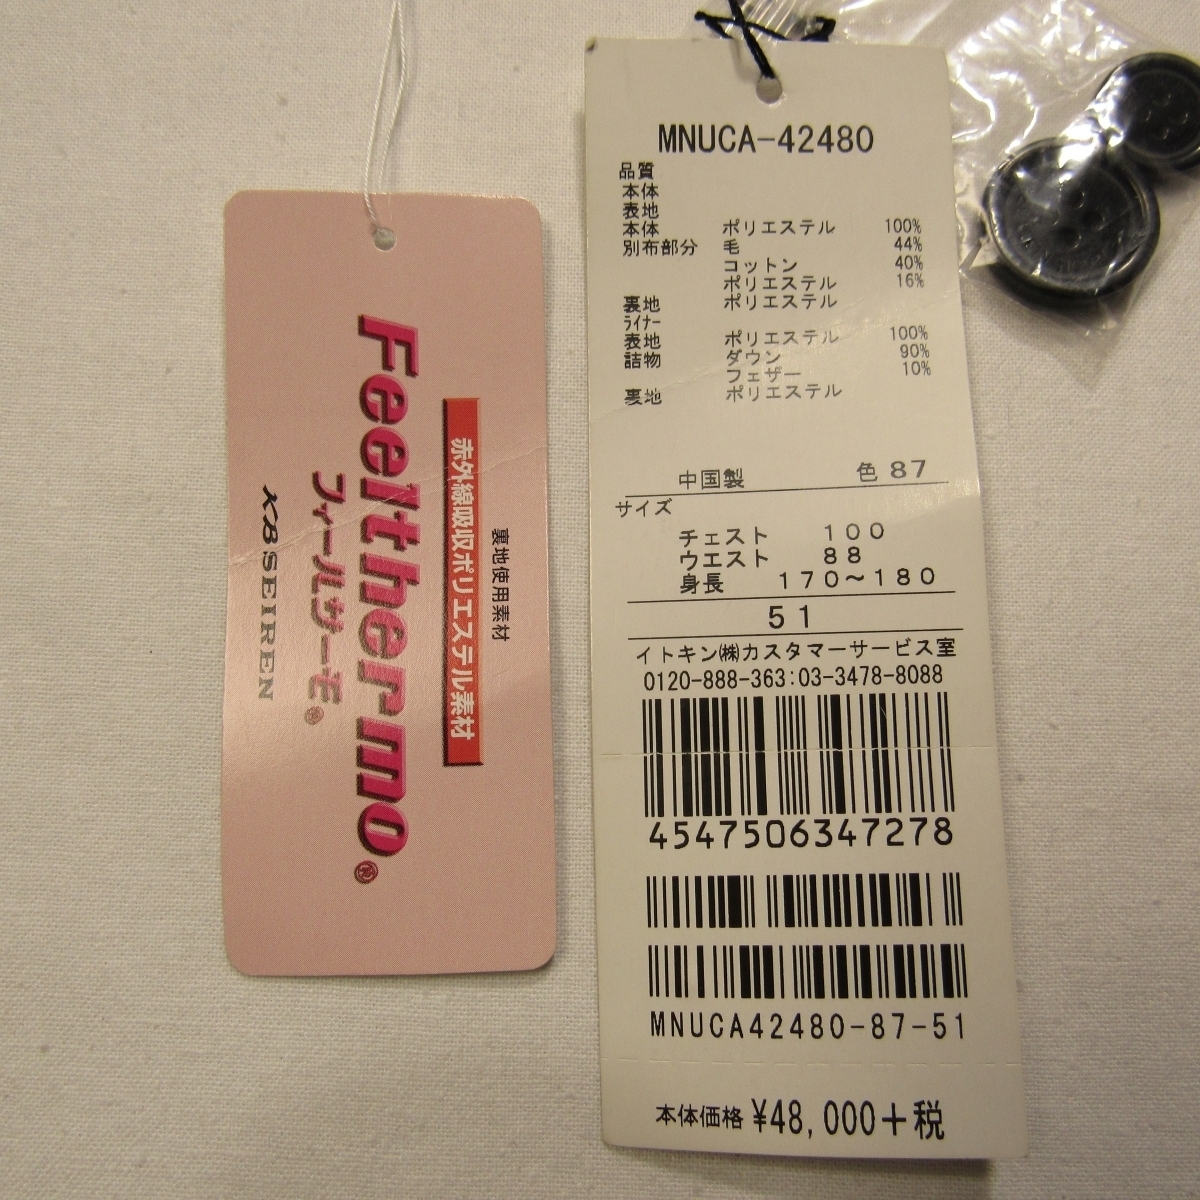 裏地使用素材
赤外線吸収ポリエステル素材
Feelthermo®
フィールサーモ®
KBSEIREN
MNUCA-42480
品質
本体
表地
本体 ポリエステル 100%
別布部分 毛 44%
コットン 40%
ポリエステル 16%
裏地 ポリエステル
ライナー
表地 ポリエステル 100%
詰物 ダウン 90%
フェザー 10%
裏地 ポリエステル
中国製 色 87
サイズ
チェスト 100
ウエスト 88
身長 170~180
51
イトキン㈱カスタマーサービス室
0120-888-363:03-3478-8088
4547506347278
MNUCA42480-87-51
本体価格 ¥48,000+税